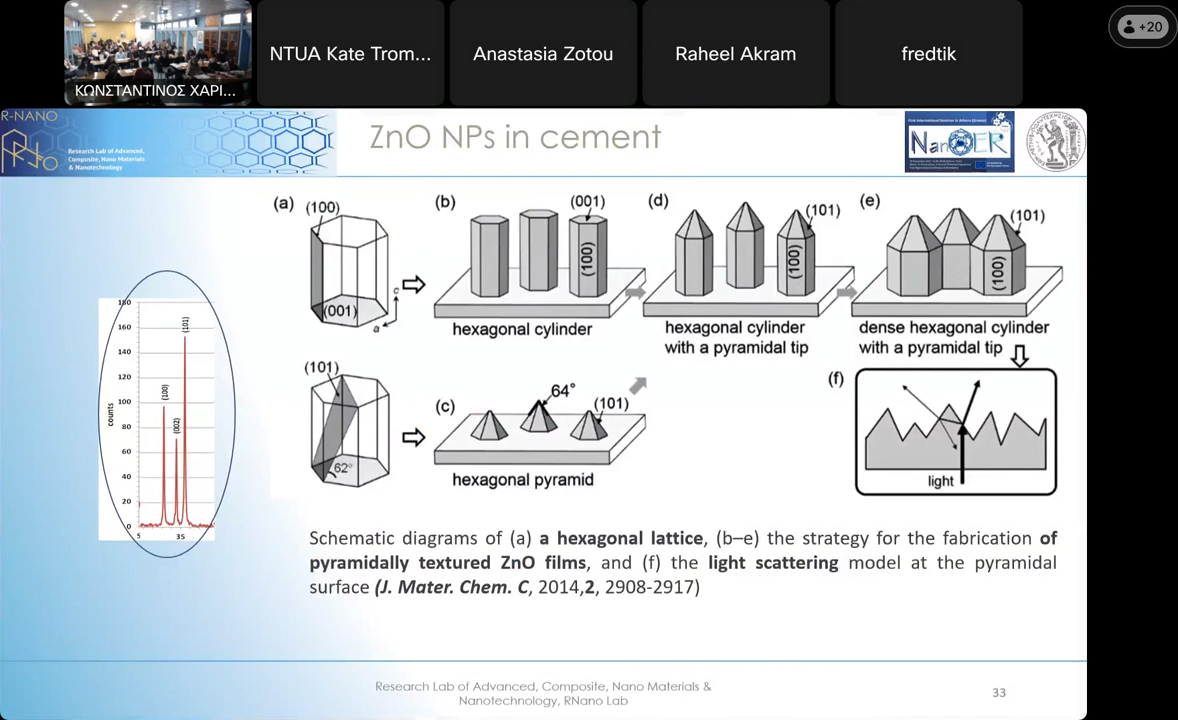 NTUA Kate Trom...
Anastasia Zotou
Raheel Akram
fredtik
+20
ΚΩΝΣΤΑΝΤΙΝΟΣ ΧΑΡΙ...
R-NANO
Research Lab of Advanced,
Composite, Nano Materials
& Nanotechnology
ZnO NPs in cement
NanOER
(a)
(100)
(001)
c
a
(b)
(001)
(100)
hexagonal cylinder
(d)
(101)
(100)
hexagonal cylinder
with a pyramidal tip
(e)
(101)
(100)
dense hexagonal cylinder
with a pyramidal tip
(101)
62°
(c)
64°
(101)
hexagonal pyramid
(f)
light
180
160
140
120
100
80
60
40
20
0
5
35
counts
(100)
(002)
(101)
Schematic diagrams of (a) a hexagonal lattice, (b–e) the strategy for the fabrication of
pyramidally textured ZnO films, and (f) the light scattering model at the pyramidal
surface (J. Mater. Chem. C, 2014,2, 2908-2917)
Research Lab of Advanced, Composite, Nano Materials &
Nanotechnology, RNano Lab
33